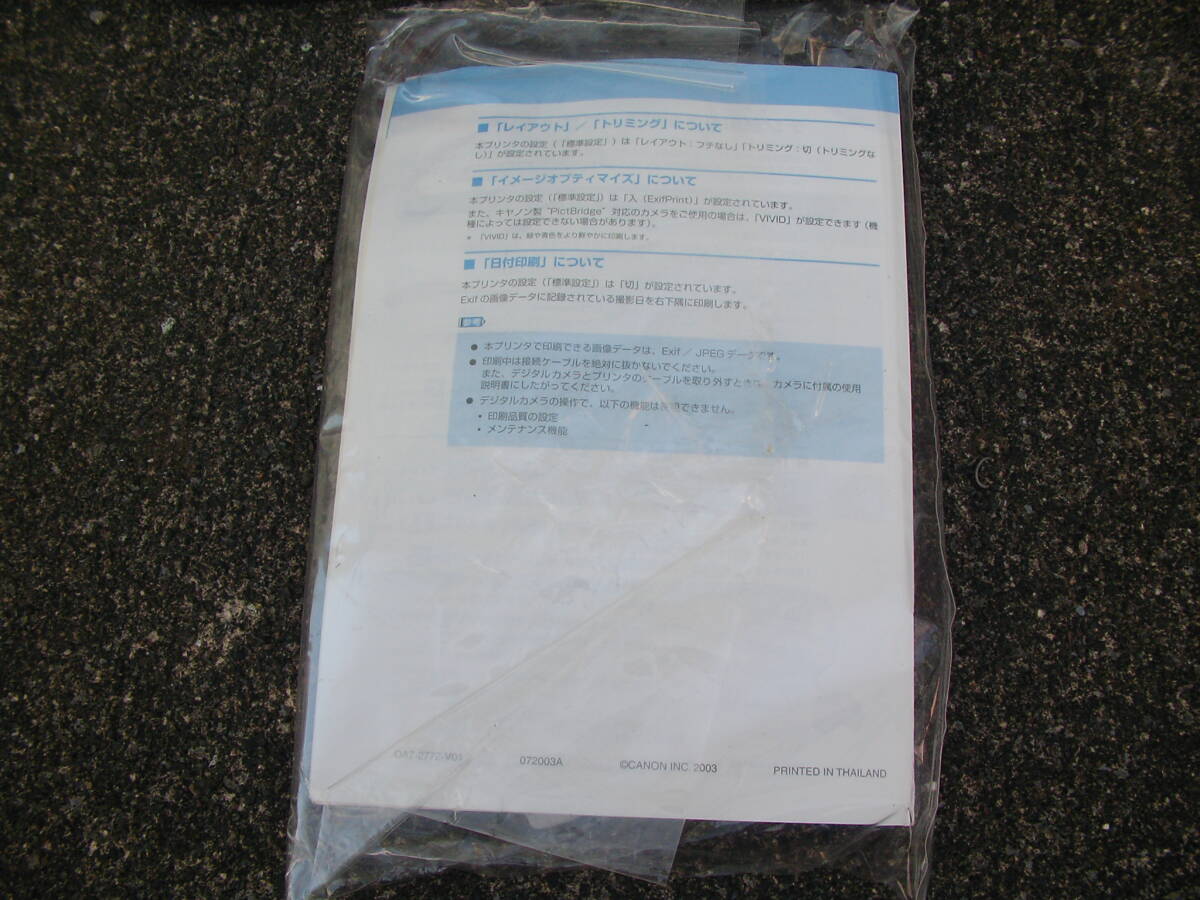 ■「レイアウト」/「トリミング」について
本プリンタの設定(「標準設定」)は「レイアウト:フチなし」「トリミング:切(トリミングな
し)」が設定されています。
■「イメージオプティマイズ」について
本プリンタの設定(「標準設定」)は「入(ExifPrint)」が設定されています。
また、キヤノン製 "PictBridge" 対応のカメラをご使用の場合は、「VIVID」が設定できます(機
種によっては設定できない場合があります)。
*「VIVID」は、緑や青色をより鮮やかに印刷します。
■「日付印刷」について
本プリンタの設定(「標準設定」)は「切」が設定されています。
Exif の画像データに記録されている撮影日を右下隅に印刷します。
参考
● 本プリンタで印刷できる画像データは、Exif / JPEG データです。
● 印刷中は接続ケーブルを絶対に抜かないでください。
また、デジタルカメラとプリンタのケーブルを取り外すときは、カメラに付属の使用
説明書にしたがってください。
● デジタルカメラの操作で、以下の機能は使用できません。
・印刷品質の設定
・メンテナンス機能
QA7-2772-V01
072003A
©CANON INC. 2003
PRINTED IN THAILAND